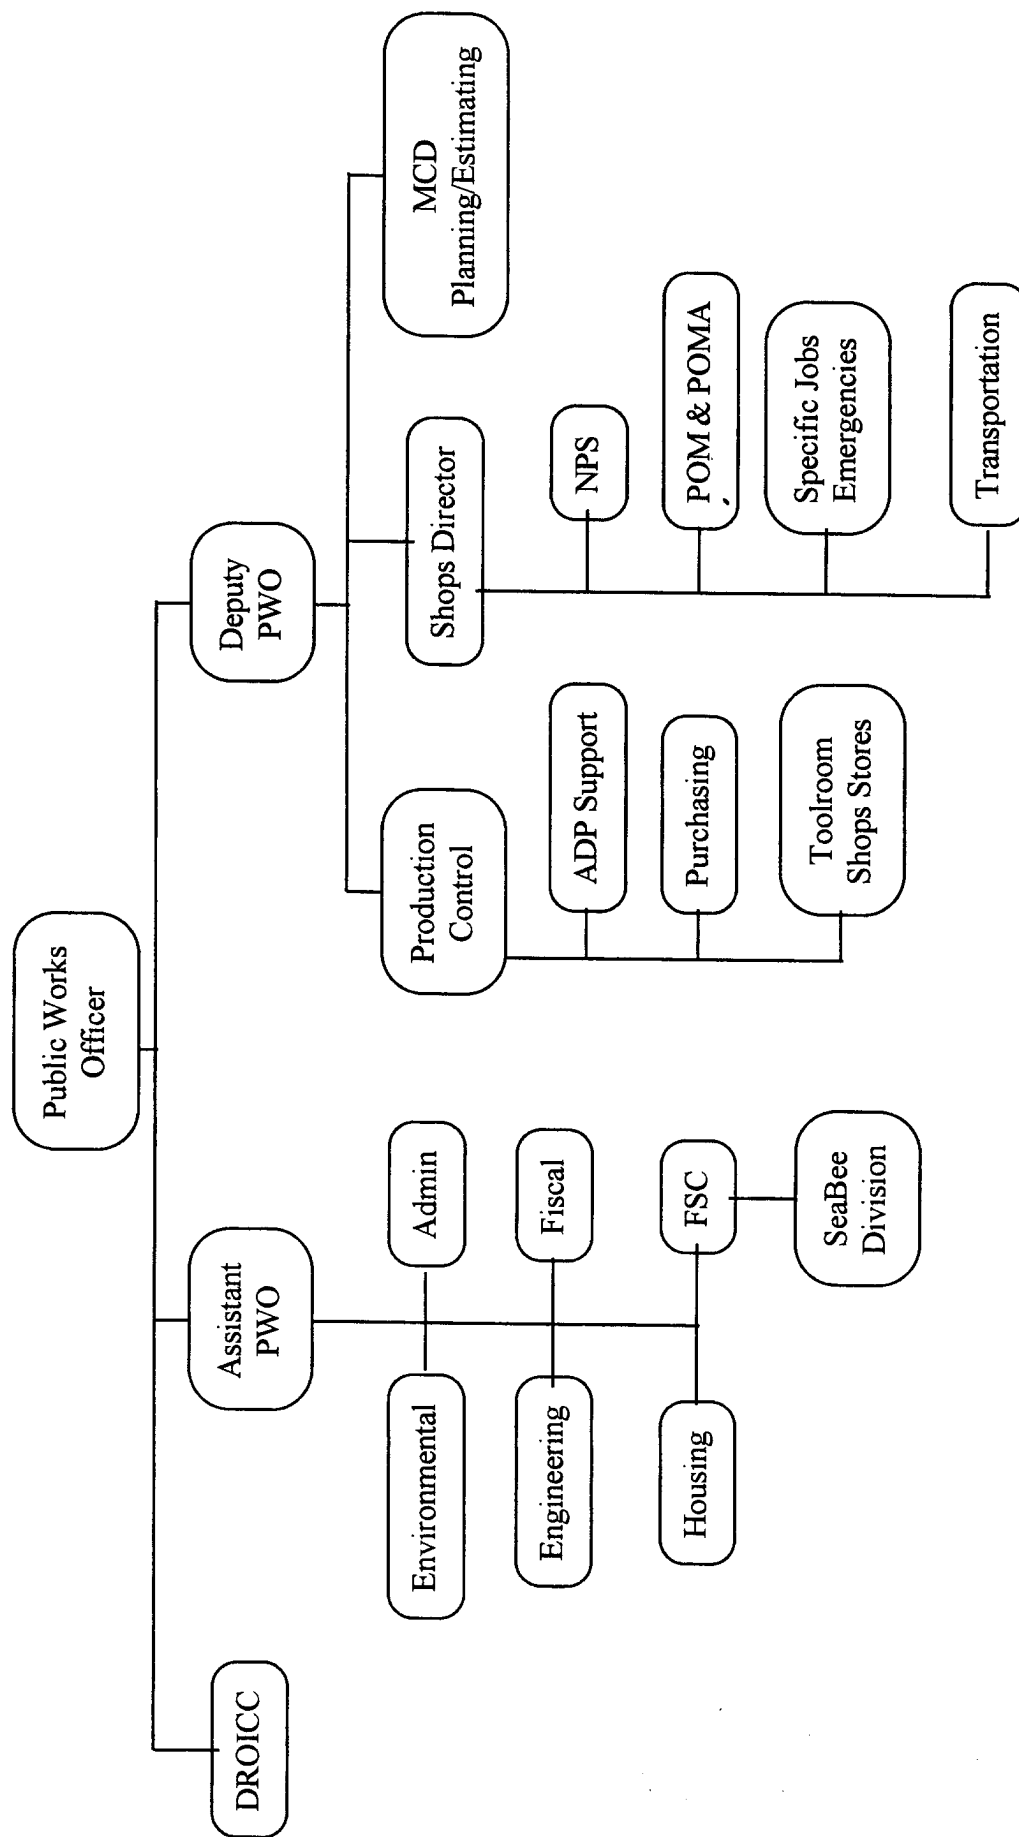 Public Works
Officer
DROICC
Assistant
PWO
Deputy
PWO
Environmental
Admin
Engineering
Fiscal
Housing
FSC
SeaBee
Division
Production
Control
Shops Director
MCD
Planning/Estimating
ADP Support
Purchasing
Toolroom
Shops Stores
NPS
POM & POMA
Specific Jobs
Emergencies
Transportation